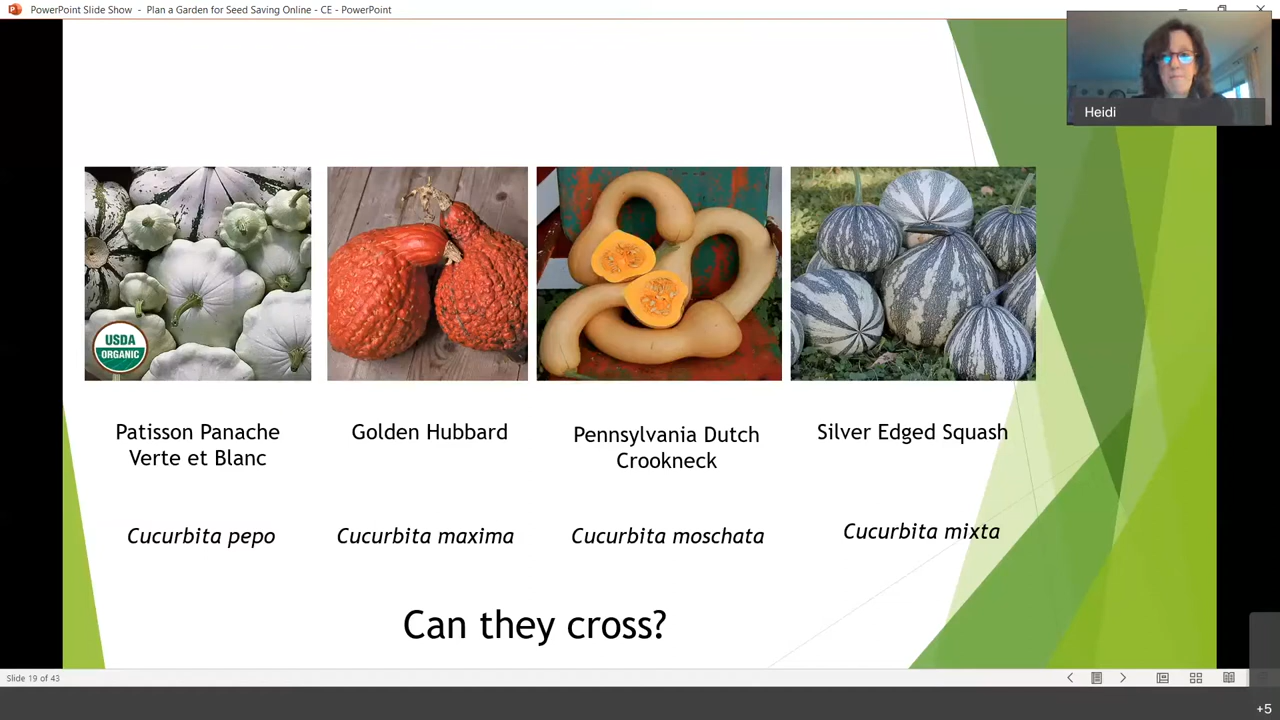 PowerPoint Slide Show - Plan a Garden for Seed Saving Online - CE - PowerPoint
Heidi
USDA
ORGANIC
Patisson Panache
Verte et Blanc
Golden Hubbard
Pennsylvania Dutch
Crookneck
Silver Edged Squash
Cucurbita pepo
Cucurbita maxima
Cucurbita moschata
Cucurbita mixta
Can they cross?
Slide 19 of 43
+5